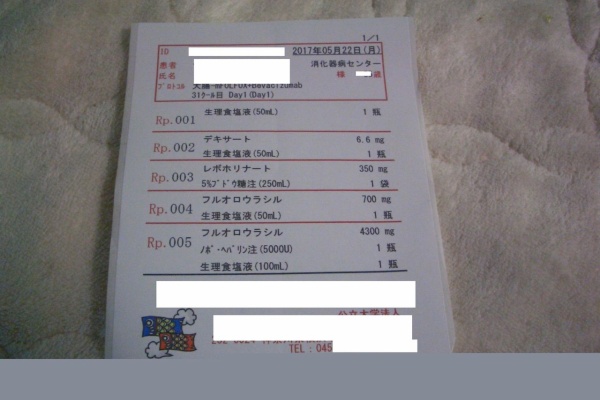 1/1
ID 2017年05月22日(月)
患者 消化器病センター
氏名 様 歳
ﾌﾟﾛﾄｺﾙ 大腸 mFOLFOX+Bevacizumab
31ｸｰﾙ目 Day1(Day1)
Rp.001 生理食塩液(50mL) 1 瓶
Rp.002 デキサート 6.6 mg
生理食塩液(50mL) 1 瓶
Rp.003 レボホリナート 350 mg
5%ﾌﾞﾄﾞｳ糖注(250mL) 1 袋
Rp.004 フルオロウラシル 700 mg
生理食塩液(50mL) 1 瓶
Rp.005 フルオロウラシル 4300 mg
ﾉﾎﾞ･ﾍﾊﾟﾘﾝ注(5000U) 1 瓶
生理食塩液(100mL) 1 瓶
公立大学法人
TEL：045